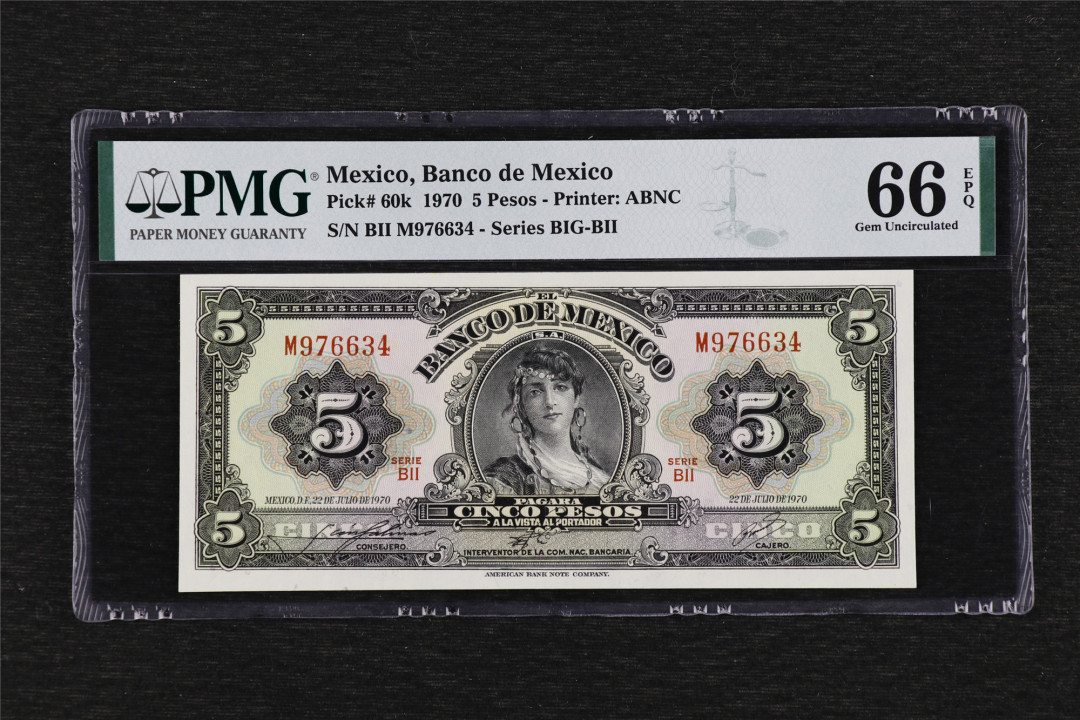 PMG®
PAPER MONEY GUARANTY
Mexico, Banco de Mexico
Pick# 60k 1970 5 Pesos - Printer: ABNC
S/N BII M976634 - Series BIG-BII
66
EPQ
Gem Uncirculated
EL
BANCO DE MEXICO
S.A.
5
5
M976634
M976634
5
5
SERIE
BII
SERIE
BII
MEXICO, D.F., 22 DE JULIO DE 1970
22 DE JULIO DE 1970
PAGARA
CINCO PESOS
A LA VISTA AL PORTADOR
5
CINCO
CINCO
5
CONSEJERO.
INTERVENTOR DE LA COM. NAC. BANCARIA
CAJERO.
AMERICAN BANK NOTE COMPANY.